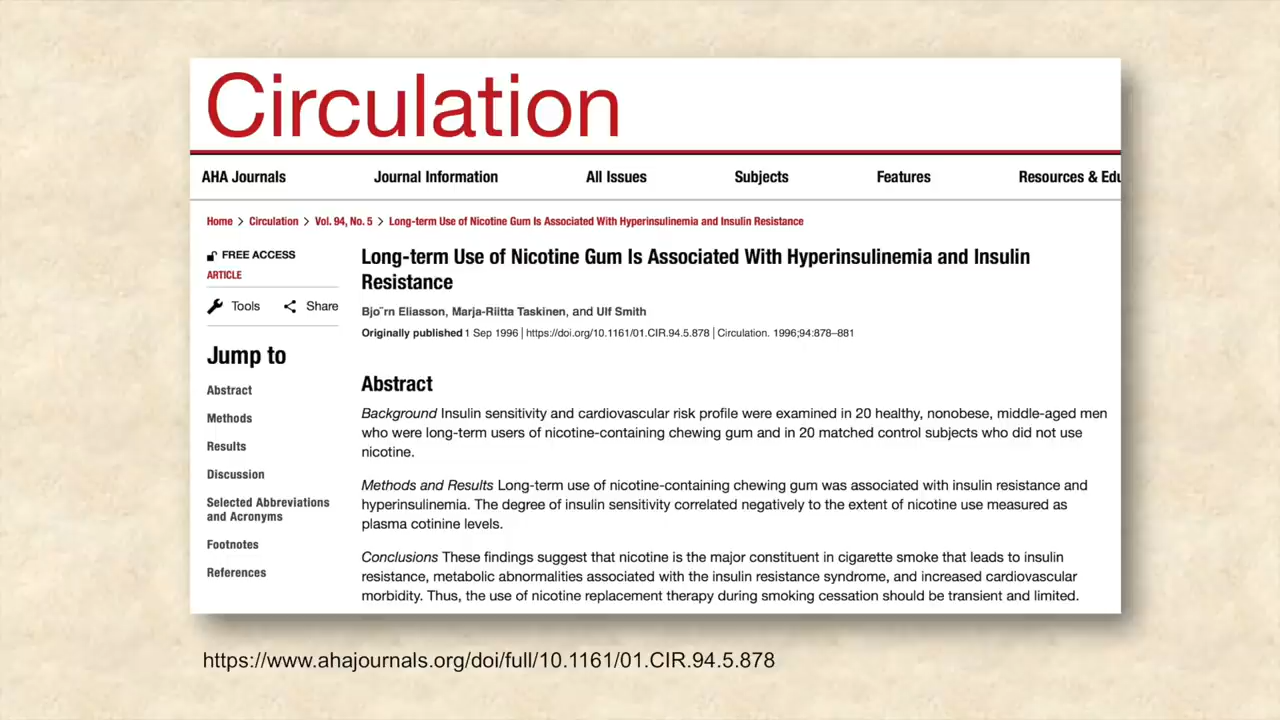 Circulation
AHA Journals Journal Information All Issues Subjects Features Resources & Edu
Home > Circulation > Vol. 94, No. 5 > Long-term Use of Nicotine Gum Is Associated With Hyperinsulinemia and Insulin Resistance
FREE ACCESS
ARTICLE
Tools Share
Jump to
Abstract
Methods
Results
Discussion
Selected Abbreviations
and Acronyms
Footnotes
References
Long-term Use of Nicotine Gum Is Associated With Hyperinsulinemia and Insulin
Resistance
Bjo¨rn Eliasson, Marja-Riitta Taskinen, and Ulf Smith
Originally published 1 Sep 1996 | https://doi.org/10.1161/01.CIR.94.5.878 | Circulation. 1996;94:878–881
Abstract
Background Insulin sensitivity and cardiovascular risk profile were examined in 20 healthy, nonobese, middle-aged men
who were long-term users of nicotine-containing chewing gum and in 20 matched control subjects who did not use
nicotine.
Methods and Results Long-term use of nicotine-containing chewing gum was associated with insulin resistance and
hyperinsulinemia. The degree of insulin sensitivity correlated negatively to the extent of nicotine use measured as
plasma cotinine levels.
Conclusions These findings suggest that nicotine is the major constituent in cigarette smoke that leads to insulin
resistance, metabolic abnormalities associated with the insulin resistance syndrome, and increased cardiovascular
morbidity. Thus, the use of nicotine replacement therapy during smoking cessation should be transient and limited.
https://www.ahajournals.org/doi/full/10.1161/01.CIR.94.5.878